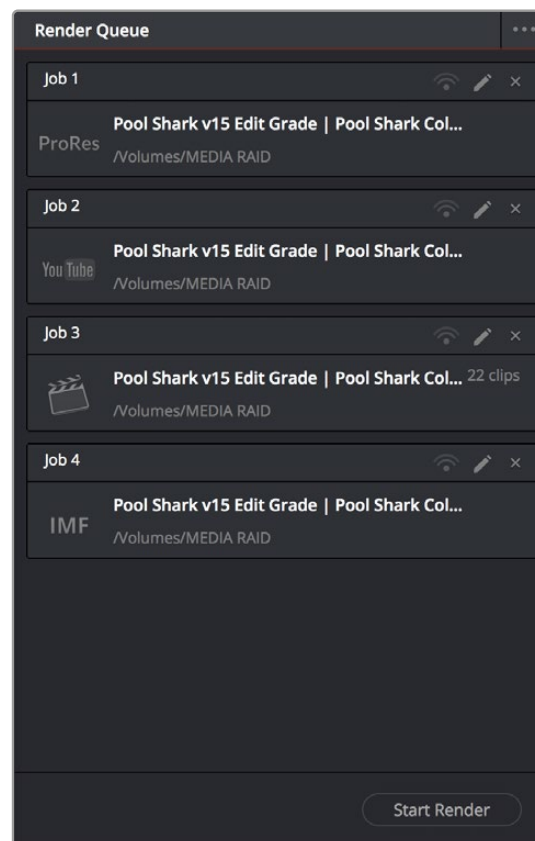 Render Queue
Job 1
ProRes
Pool Shark v15 Edit Grade | Pool Shark Col...
/Volumes/MEDIA RAID
Job 2
You Tube
Pool Shark v15 Edit Grade | Pool Shark Col...
/Volumes/MEDIA RAID
Job 3
Pool Shark v15 Edit Grade | Pool Shark Col... 22 clips
/Volumes/MEDIA RAID
Job 4
IMF
Pool Shark v15 Edit Grade | Pool Shark Col...
/Volumes/MEDIA RAID
Start Render